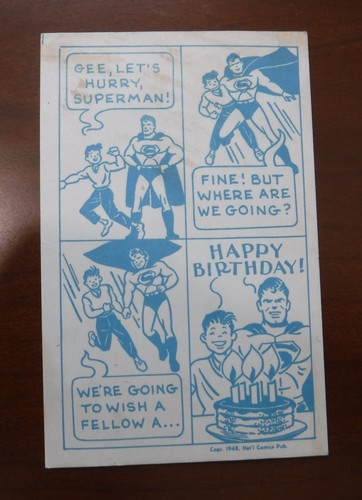 GEE, LET'S
HURRY,
SUPERMAN!
FINE! BUT
WHERE ARE
WE GOING?
WE'RE GOING
TO WISH A
FELLOW A...
HAPPY
BIRTHDAY!
Copr. 1948, Nat'l Comics Pub.